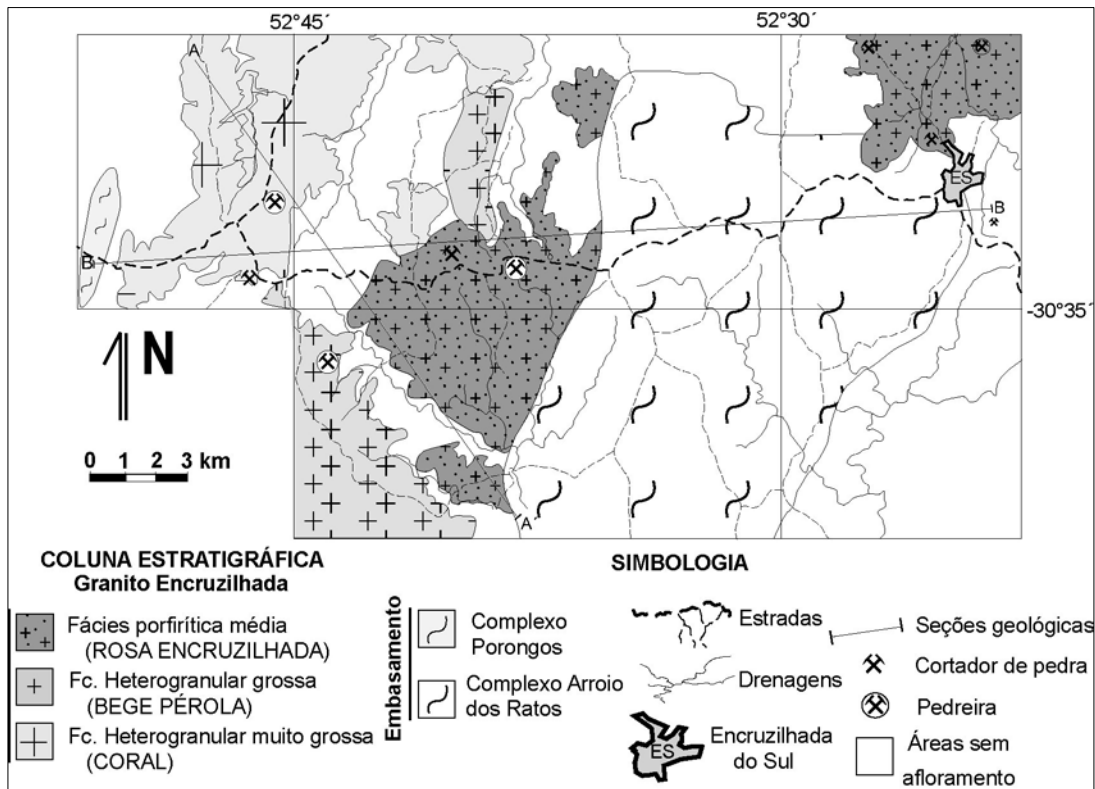 52°45´
52°30´
A
ES
B
B
-30°35´
N
A´
0 1 2 3 km
COLUNA ESTRATIGRÁFICA
Granito Encruzilhada
Fácies porfirítica média
(ROSA ENCRUZILHADA)
Fc. Heterogranular grossa
(BEGE PÉROLA)
Fc. Heterogranular muito grossa
(CORAL)
SIMBOLOGIA
Embasamento
Complexo
Porongos
Complexo Arroio
dos Ratos
Estradas
Drenagens
ES
Encruzilhada
do Sul
Seções geológicas
Cortador de pedra
Pedreira
Áreas sem
afloramento